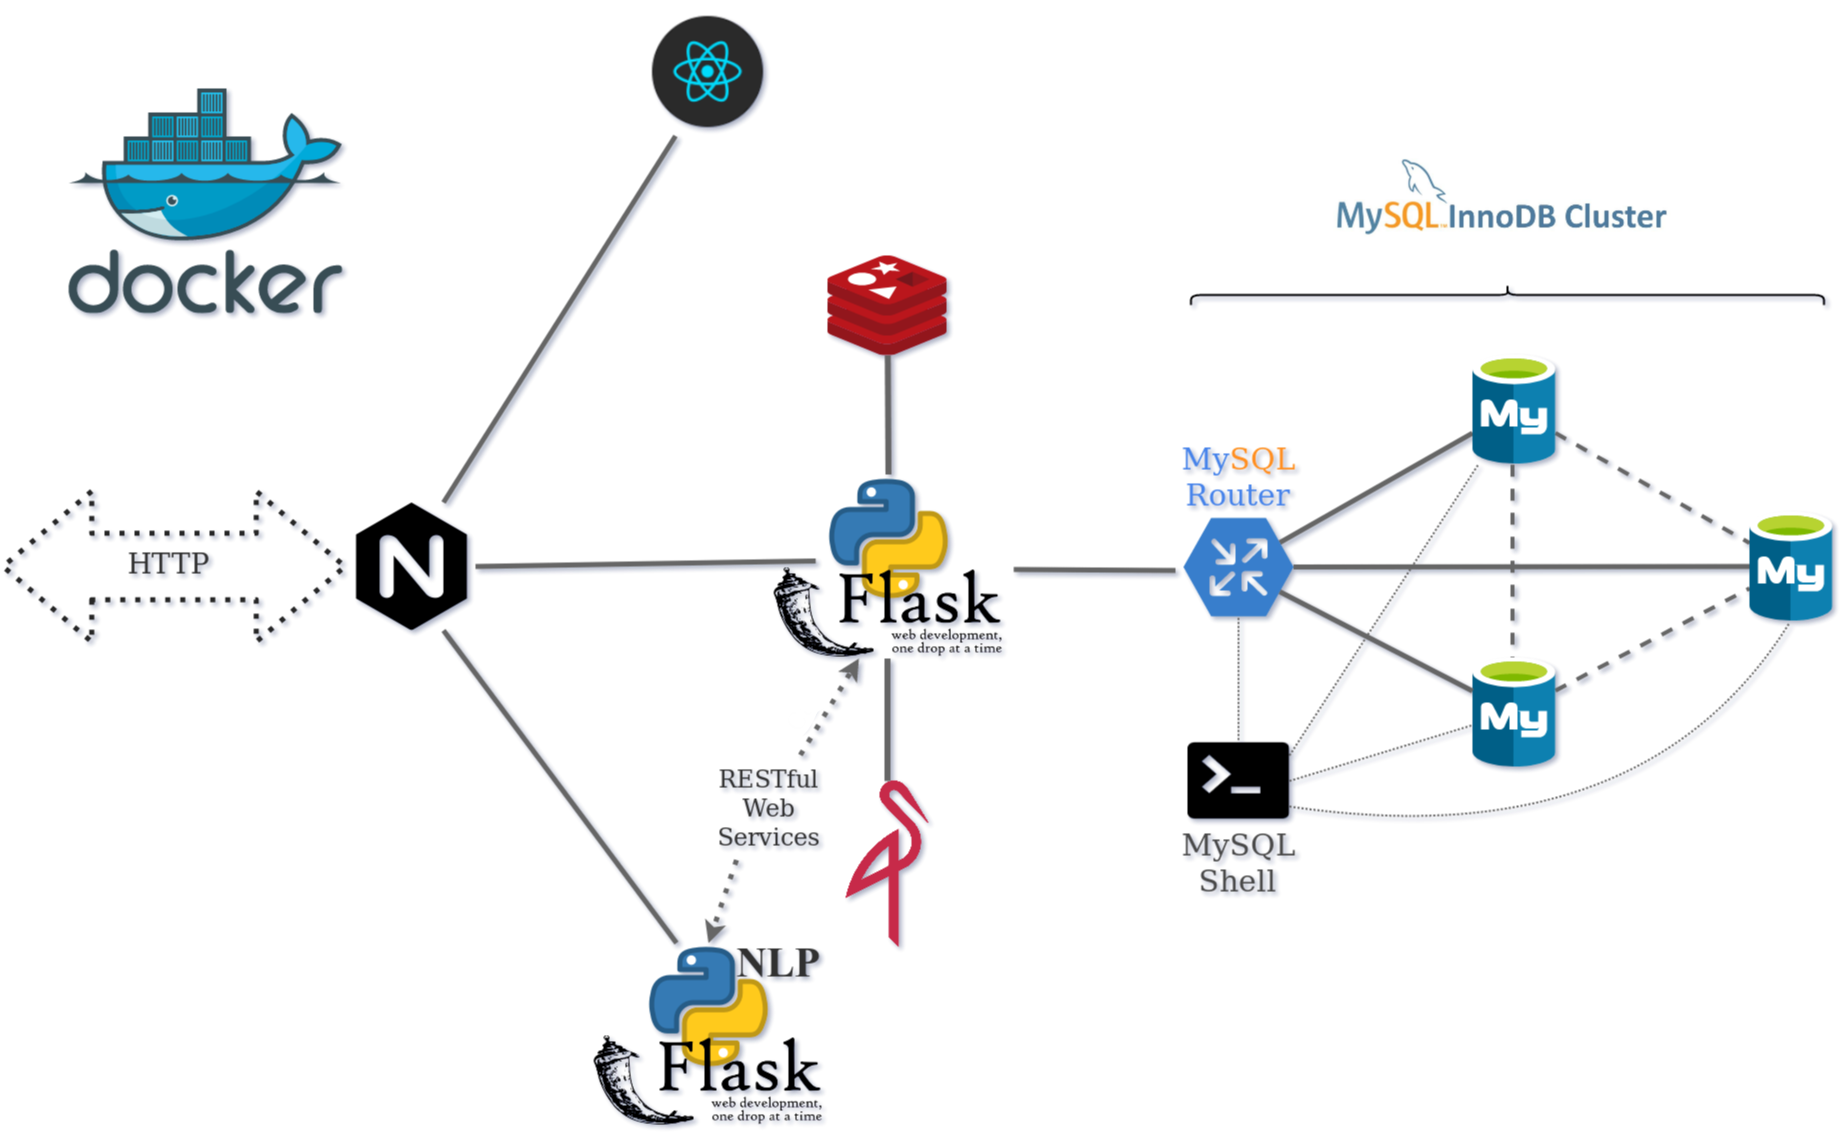 docker
MySQL InnoDB Cluster
MySQL
Router
HTTP
N
My
My
My
Flask
web development,
one drop at a time
RESTful
Web
Services
>_
MySQL
Shell
NLP
Flask
web development,
one drop at a time